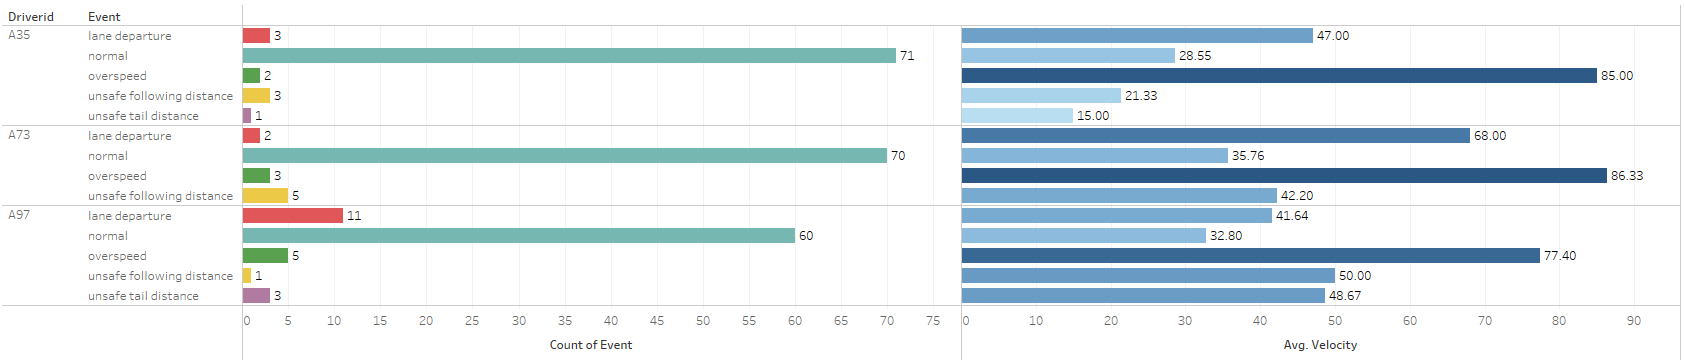 Driverid Event
A35 lane departure 3 47.00
normal 71 28.55
overspeed 2 85.00
unsafe following distance 3 21.33
unsafe tail distance 1 15.00
A73 lane departure 2 68.00
normal 70 35.76
overspeed 3 86.33
unsafe following distance 5 42.20
A97 lane departure 11 41.64
normal 60 32.80
overspeed 5 77.40
unsafe following distance 1 50.00
unsafe tail distance 3 48.67
0 5 10 15 20 25 30 35 40 45 50 55 60 65 70 75 0 10 20 30 40 50 60 70 80 90
Count of Event Avg. Velocity